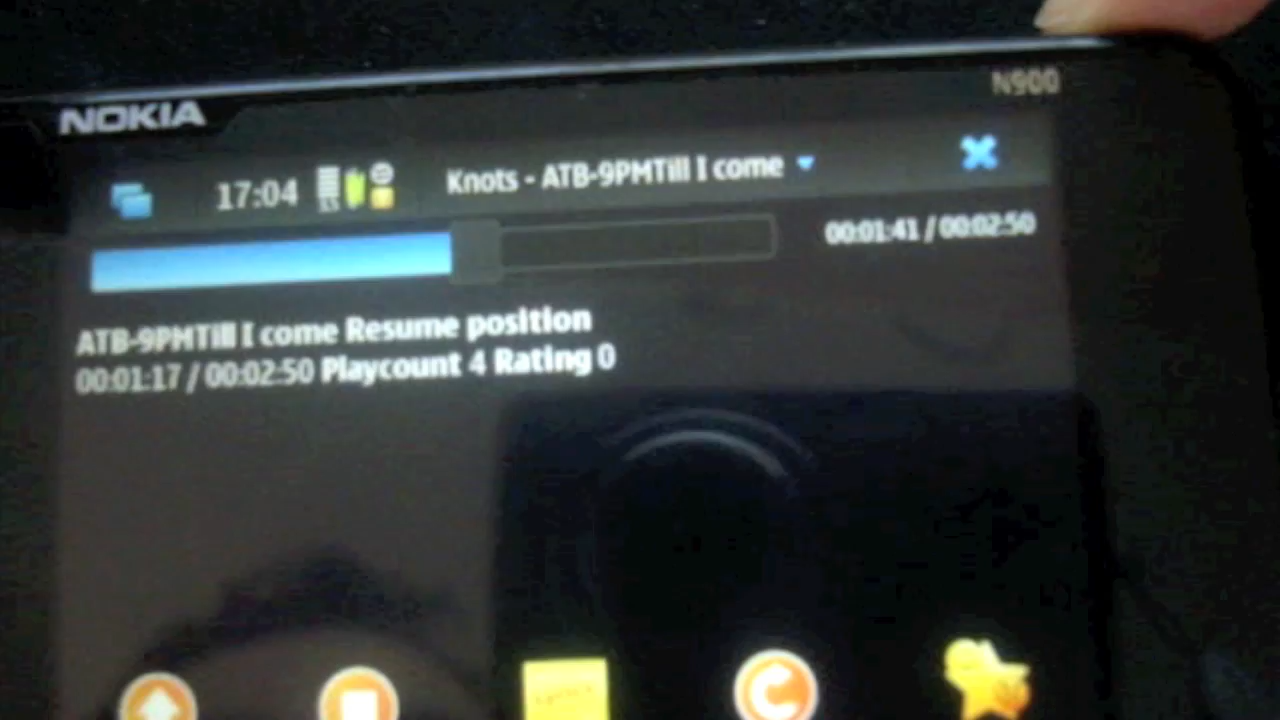 NOKIA
N900
17:04
Knots - ATB-9PMTill I come
00:01:41 / 00:02:50
ATB-9PMTill I come Resume position
00:01:17 / 00:02:50 Playcount 4 Rating 0